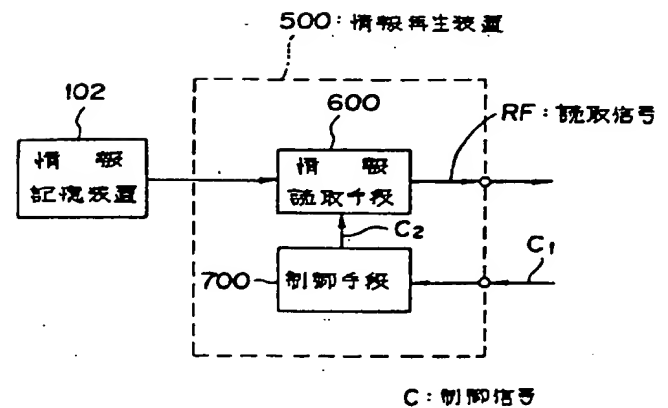 500:情報再生装置
102
600
RF:読取信号
情 報
記憶装置
情 報
読取手段
C2
C1
700
制御手段
C:制御信号